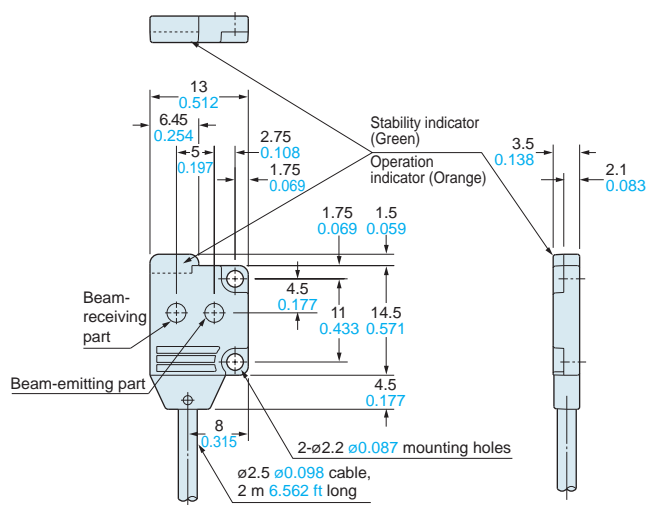 13
0.512
6.45
0.254
5
0.197
2.75
0.108
1.75
0.069
Stability indicator
(Green)
Operation
indicator (Orange)
3.5
0.138
2.1
0.083
1.75
0.069
1.5
0.059
4.5
0.177
11
0.433
14.5
0.571
Beam-
receiving
part
Beam-emitting part
4.5
0.177
8
0.315
2-ø2.2 ø0.087 mounting holes
ø2.5 ø0.098 cable,
2 m 6.562 ft long